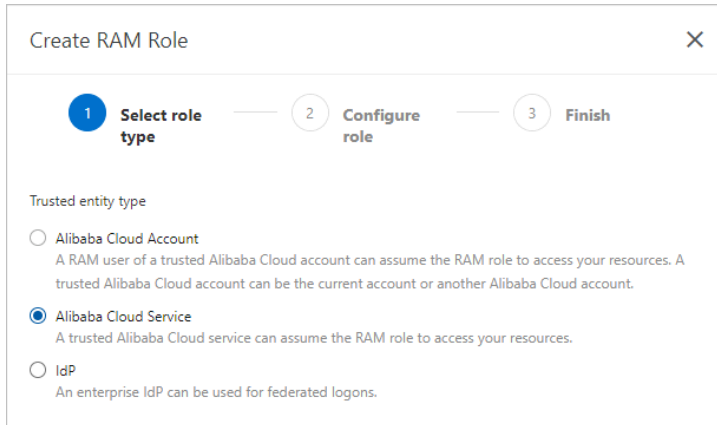 Create RAM Role
1 Select role type
2 Configure role
3 Finish
Trusted entity type
Alibaba Cloud Account
A RAM user of a trusted Alibaba Cloud account can assume the RAM role to access your resources. A
trusted Alibaba Cloud account can be the current account or another Alibaba Cloud account.
Alibaba Cloud Service
A trusted Alibaba Cloud service can assume the RAM role to access your resources.
IdP
An enterprise IdP can be used for federated logons.